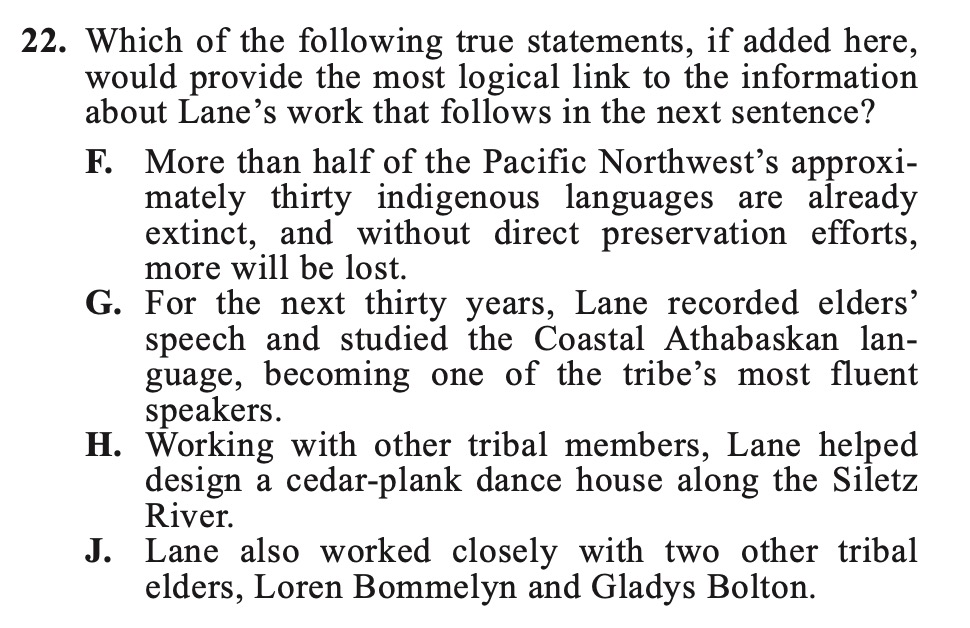 22. Which of the following true statements, if added here,
would provide the most logical link to the information
about Lane’s work that follows in the next sentence?
F. More than half of the Pacific Northwest’s approxi-
mately thirty indigenous languages are already
extinct, and without direct preservation efforts,
more will be lost.
G. For the next thirty years, Lane recorded elders’
speech and studied the Coastal Athabaskan lan-
guage, becoming one of the tribe’s most fluent
speakers.
H. Working with other tribal members, Lane helped
design a cedar-plank dance house along the Siletz
River.
J. Lane also worked closely with two other tribal
elders, Loren Bommelyn and Gladys Bolton.